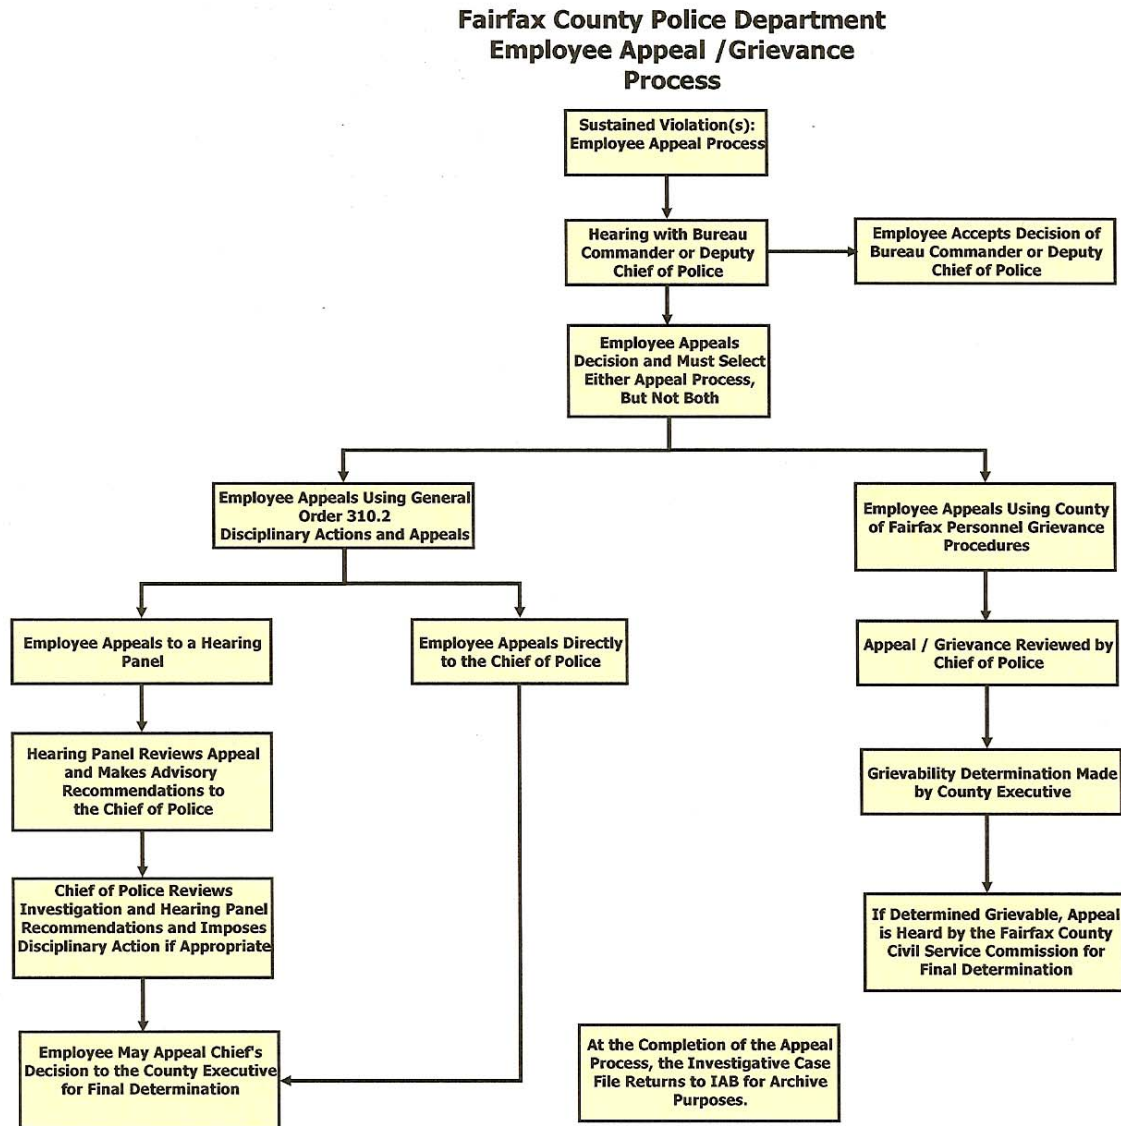 Fairfax County Police Department
Employee Appeal /Grievance
Process
Sustained Violation(s):
Employee Appeal Process
Hearing with Bureau
Commander or Deputy
Chief of Police
Employee Accepts Decision of
Bureau Commander or Deputy
Chief of Police
Employee Appeals
Decision and Must Select
Either Appeal Process,
But Not Both
Employee Appeals Using General
Order 310.2
Disciplinary Actions and Appeals
Employee Appeals Using County
of Fairfax Personnel Grievance
Procedures
Employee Appeals to a Hearing
Panel
Employee Appeals Directly
to the Chief of Police
Appeal / Grievance Reviewed by
Chief of Police
Hearing Panel Reviews Appeal
and Makes Advisory
Recommendations to
the Chief of Police
Grievability Determination Made
by County Executive
Chief of Police Reviews
Investigation and Hearing Panel
Recommendations and Imposes
Disciplinary Action if Appropriate
If Determined Grievable, Appeal
is Heard by the Fairfax County
Civil Service Commission for
Final Determination
Employee May Appeal Chief's
Decision to the County Executive
for Final Determination
At the Completion of the Appeal
Process, the Investigative Case
File Returns to IAB for Archive
Purposes.